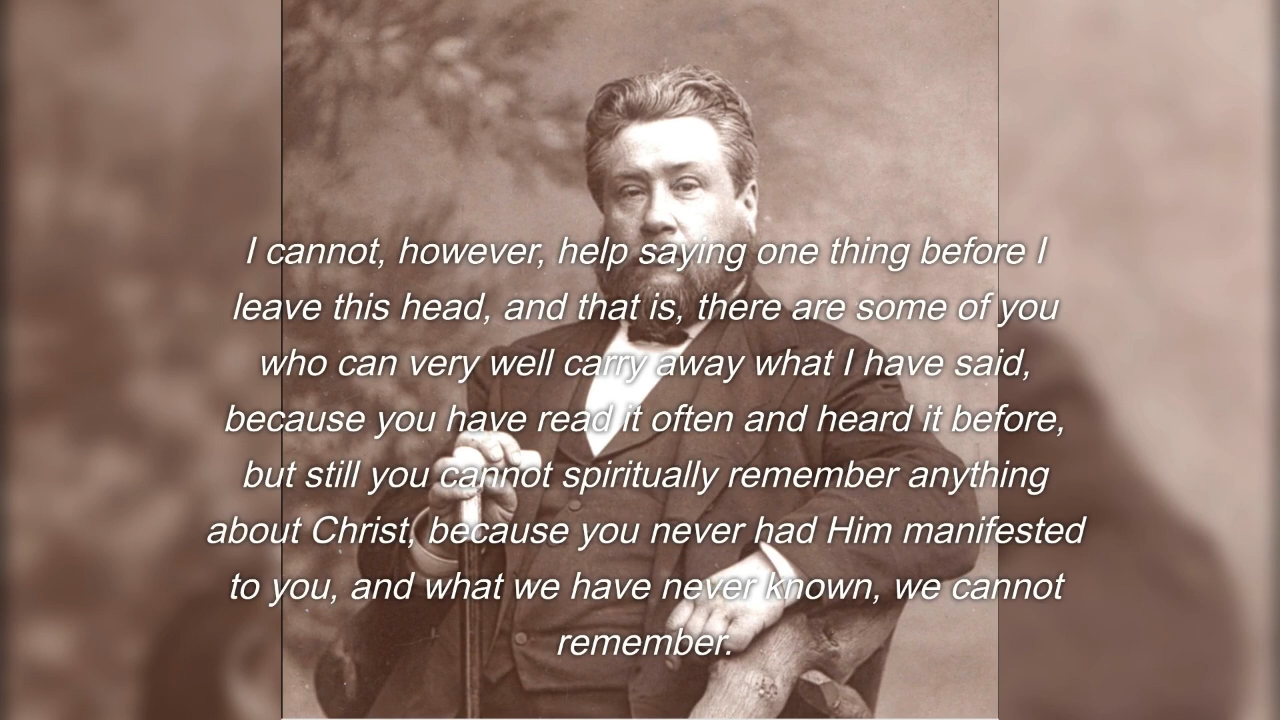 I cannot, however, help saying one thing before I
leave this head, and that is, there are some of you
who can very well carry away what I have said,
because you have read it often and heard it before,
but still you cannot spiritually remember anything
about Christ, because you never had Him manifested
to you, and what we have never known, we cannot
remember.